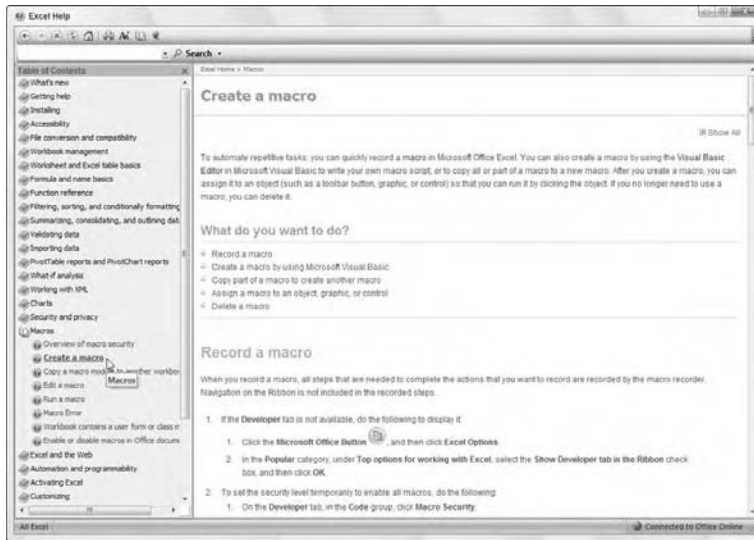 Excel Help
Search
Table of Contents
What's new
Getting help
Installing
Accessibility
File conversion and compatibility
Workbook management
Worksheet and Excel table basics
Formula and name basics
Function reference
Filtering, sorting, and conditionally formatting
Summarizing, consolidating, and outlining dat
Validating data
Importing data
PivotTable reports and PivotChart reports
What-if analysis
Working with XML
Charts
Security and privacy
Macros
Overview of macro security
Create a macro
Copy a macro module to another workboo
Macros
Edit a macro
Run a macro
Macro Error
Workbook contains a user form or class m
Enable or disable macros in Office docume
Excel and the Web
Automation and programmability
Activating Excel
Customizing
Excel Home > Macros
Create a macro
Show All
To automate repetitive tasks, you can quickly record a macro in Microsoft Office Excel. You can also create a macro by using the Visual Basic
Editor in Microsoft Visual Basic to write your own macro script, or to copy all or part of a macro to a new macro. After you create a macro, you can
assign it to an object (such as a toolbar button, graphic, or control) so that you can run it by clicking the object. If you no longer need to use a
macro, you can delete it.
What do you want to do?
Record a macro
Create a macro by using Microsoft Visual Basic
Copy part of a macro to create another macro
Assign a macro to an object, graphic, or control
Delete a macro
Record a macro
When you record a macro, all steps that are needed to complete the actions that you want to record are recorded by the macro recorder.
Navigation on the Ribbon is not included in the recorded steps.
1. If the Developer tab is not available, do the following to display it:
1. Click the Microsoft Office Button , and then click Excel Options.
2. In the Popular category, under Top options for working with Excel, select the Show Developer tab in the Ribbon check
box, and then click OK.
2. To set the security level temporarily to enable all macros, do the following:
1. On the Developer tab, in the Code group, click Macro Security.
All Excel
Connected to Office Online